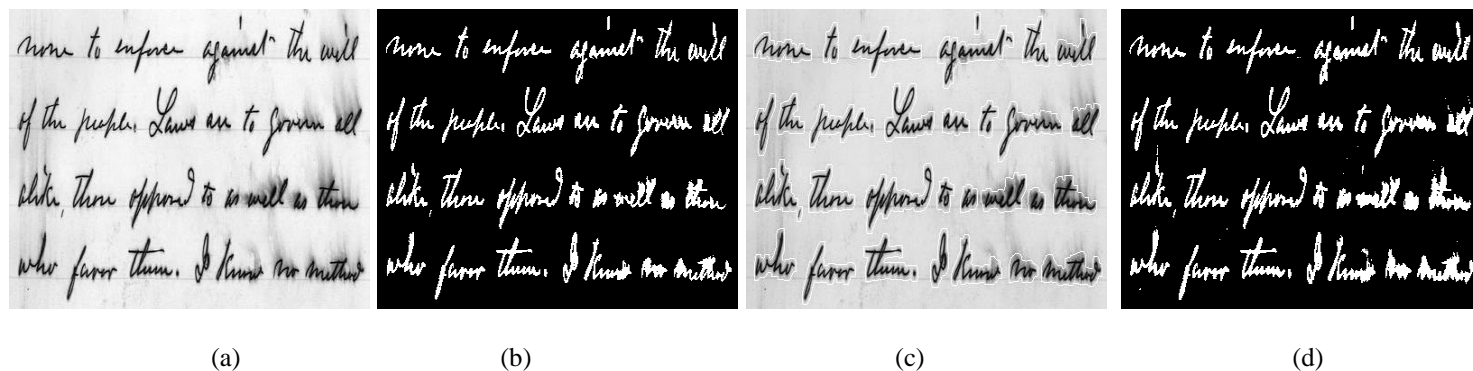 none to enforce against the will
of the people. Laws are to govern all
alike, those opposed to as well as those
who favor them. I know no method
none to enforce against the will
of the people. Laws are to govern all
alike, those opposed to as well as those
who favor them. I know no method
none to enforce against the will
of the people. Laws are to govern all
alike, those opposed to as well as those
who favor them. I know no method
none to enforce against the will
of the people. Laws are to govern all
alike, those opposed to as well as those
who favor them. I know no method
(a) (b) (c) (d)